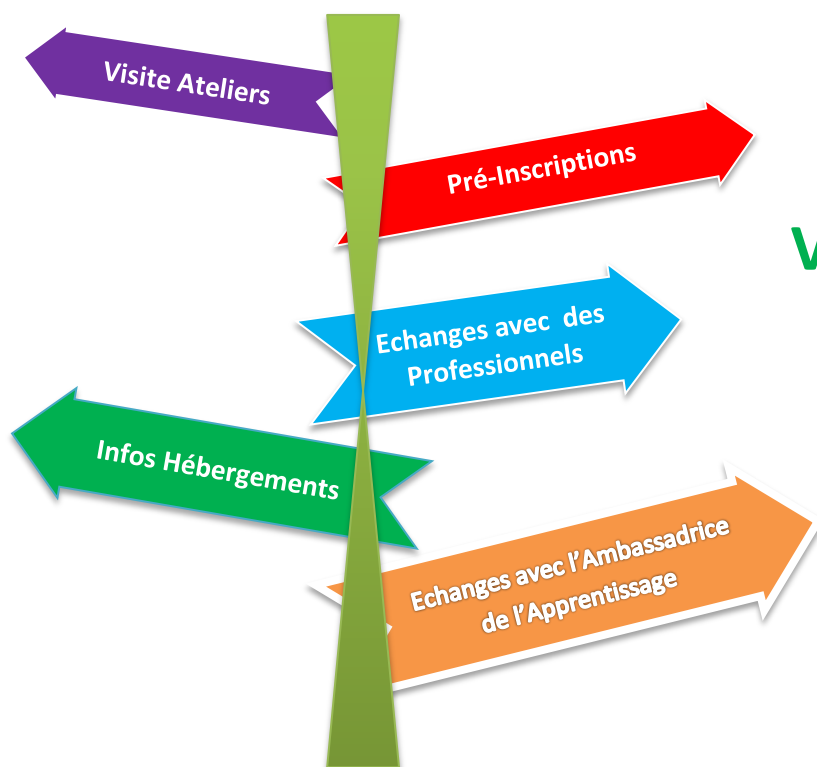 Visite Ateliers
Pré-Inscriptions
V
Echanges avec des
Professionnels
Infos Hébergements
Echanges avec l'Ambassadrice
de l'Apprentissage